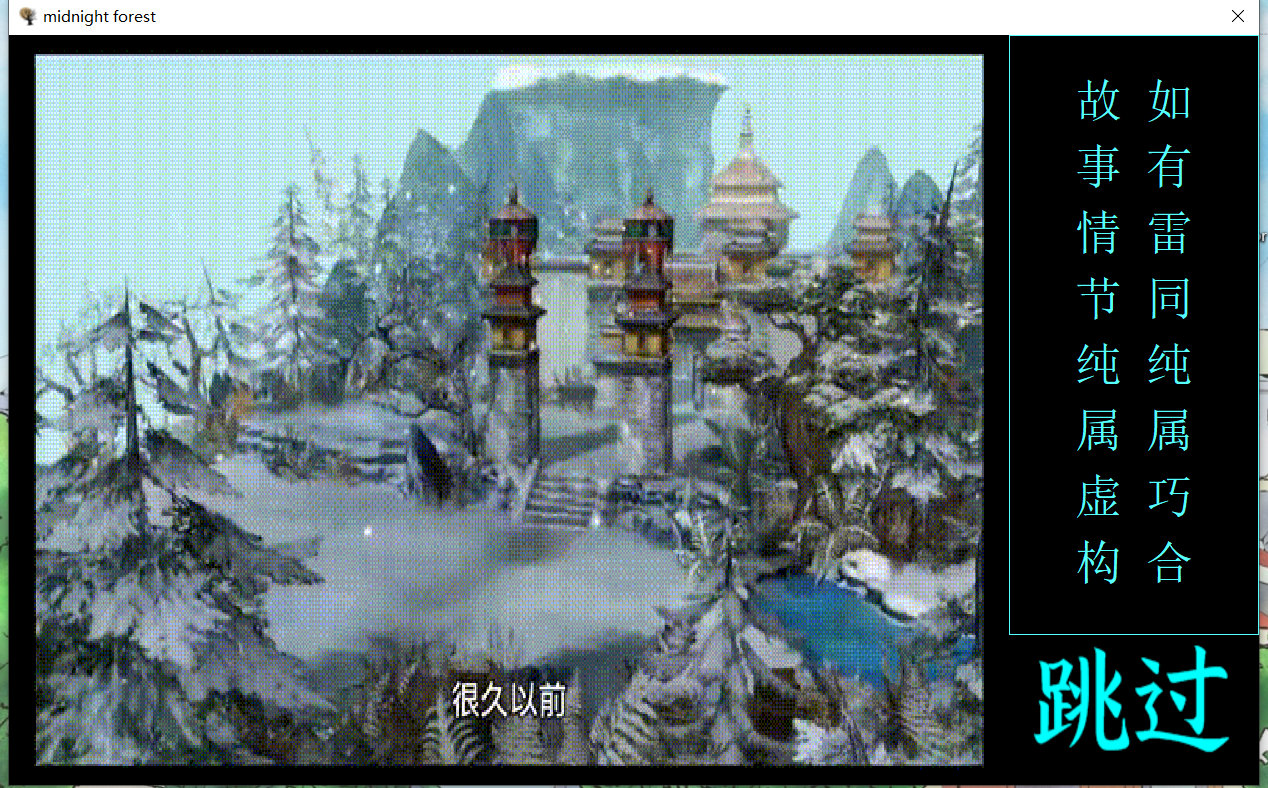 midnight forest
故事情节纯属虚构
如有雷同纯属巧合
很久以前
跳过